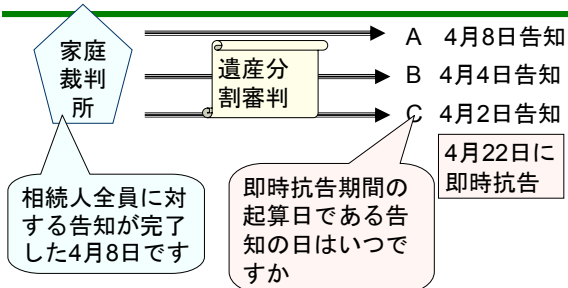 家庭
裁判
所
遺産分
割審判
A 4月8日告知
B 4月4日告知
C 4月2日告知
4月22日に
即時抗告
相続人全員に対
する告知が完了
した4月8日です
即時抗告期間の
起算日である告
知の日はいつで
すか